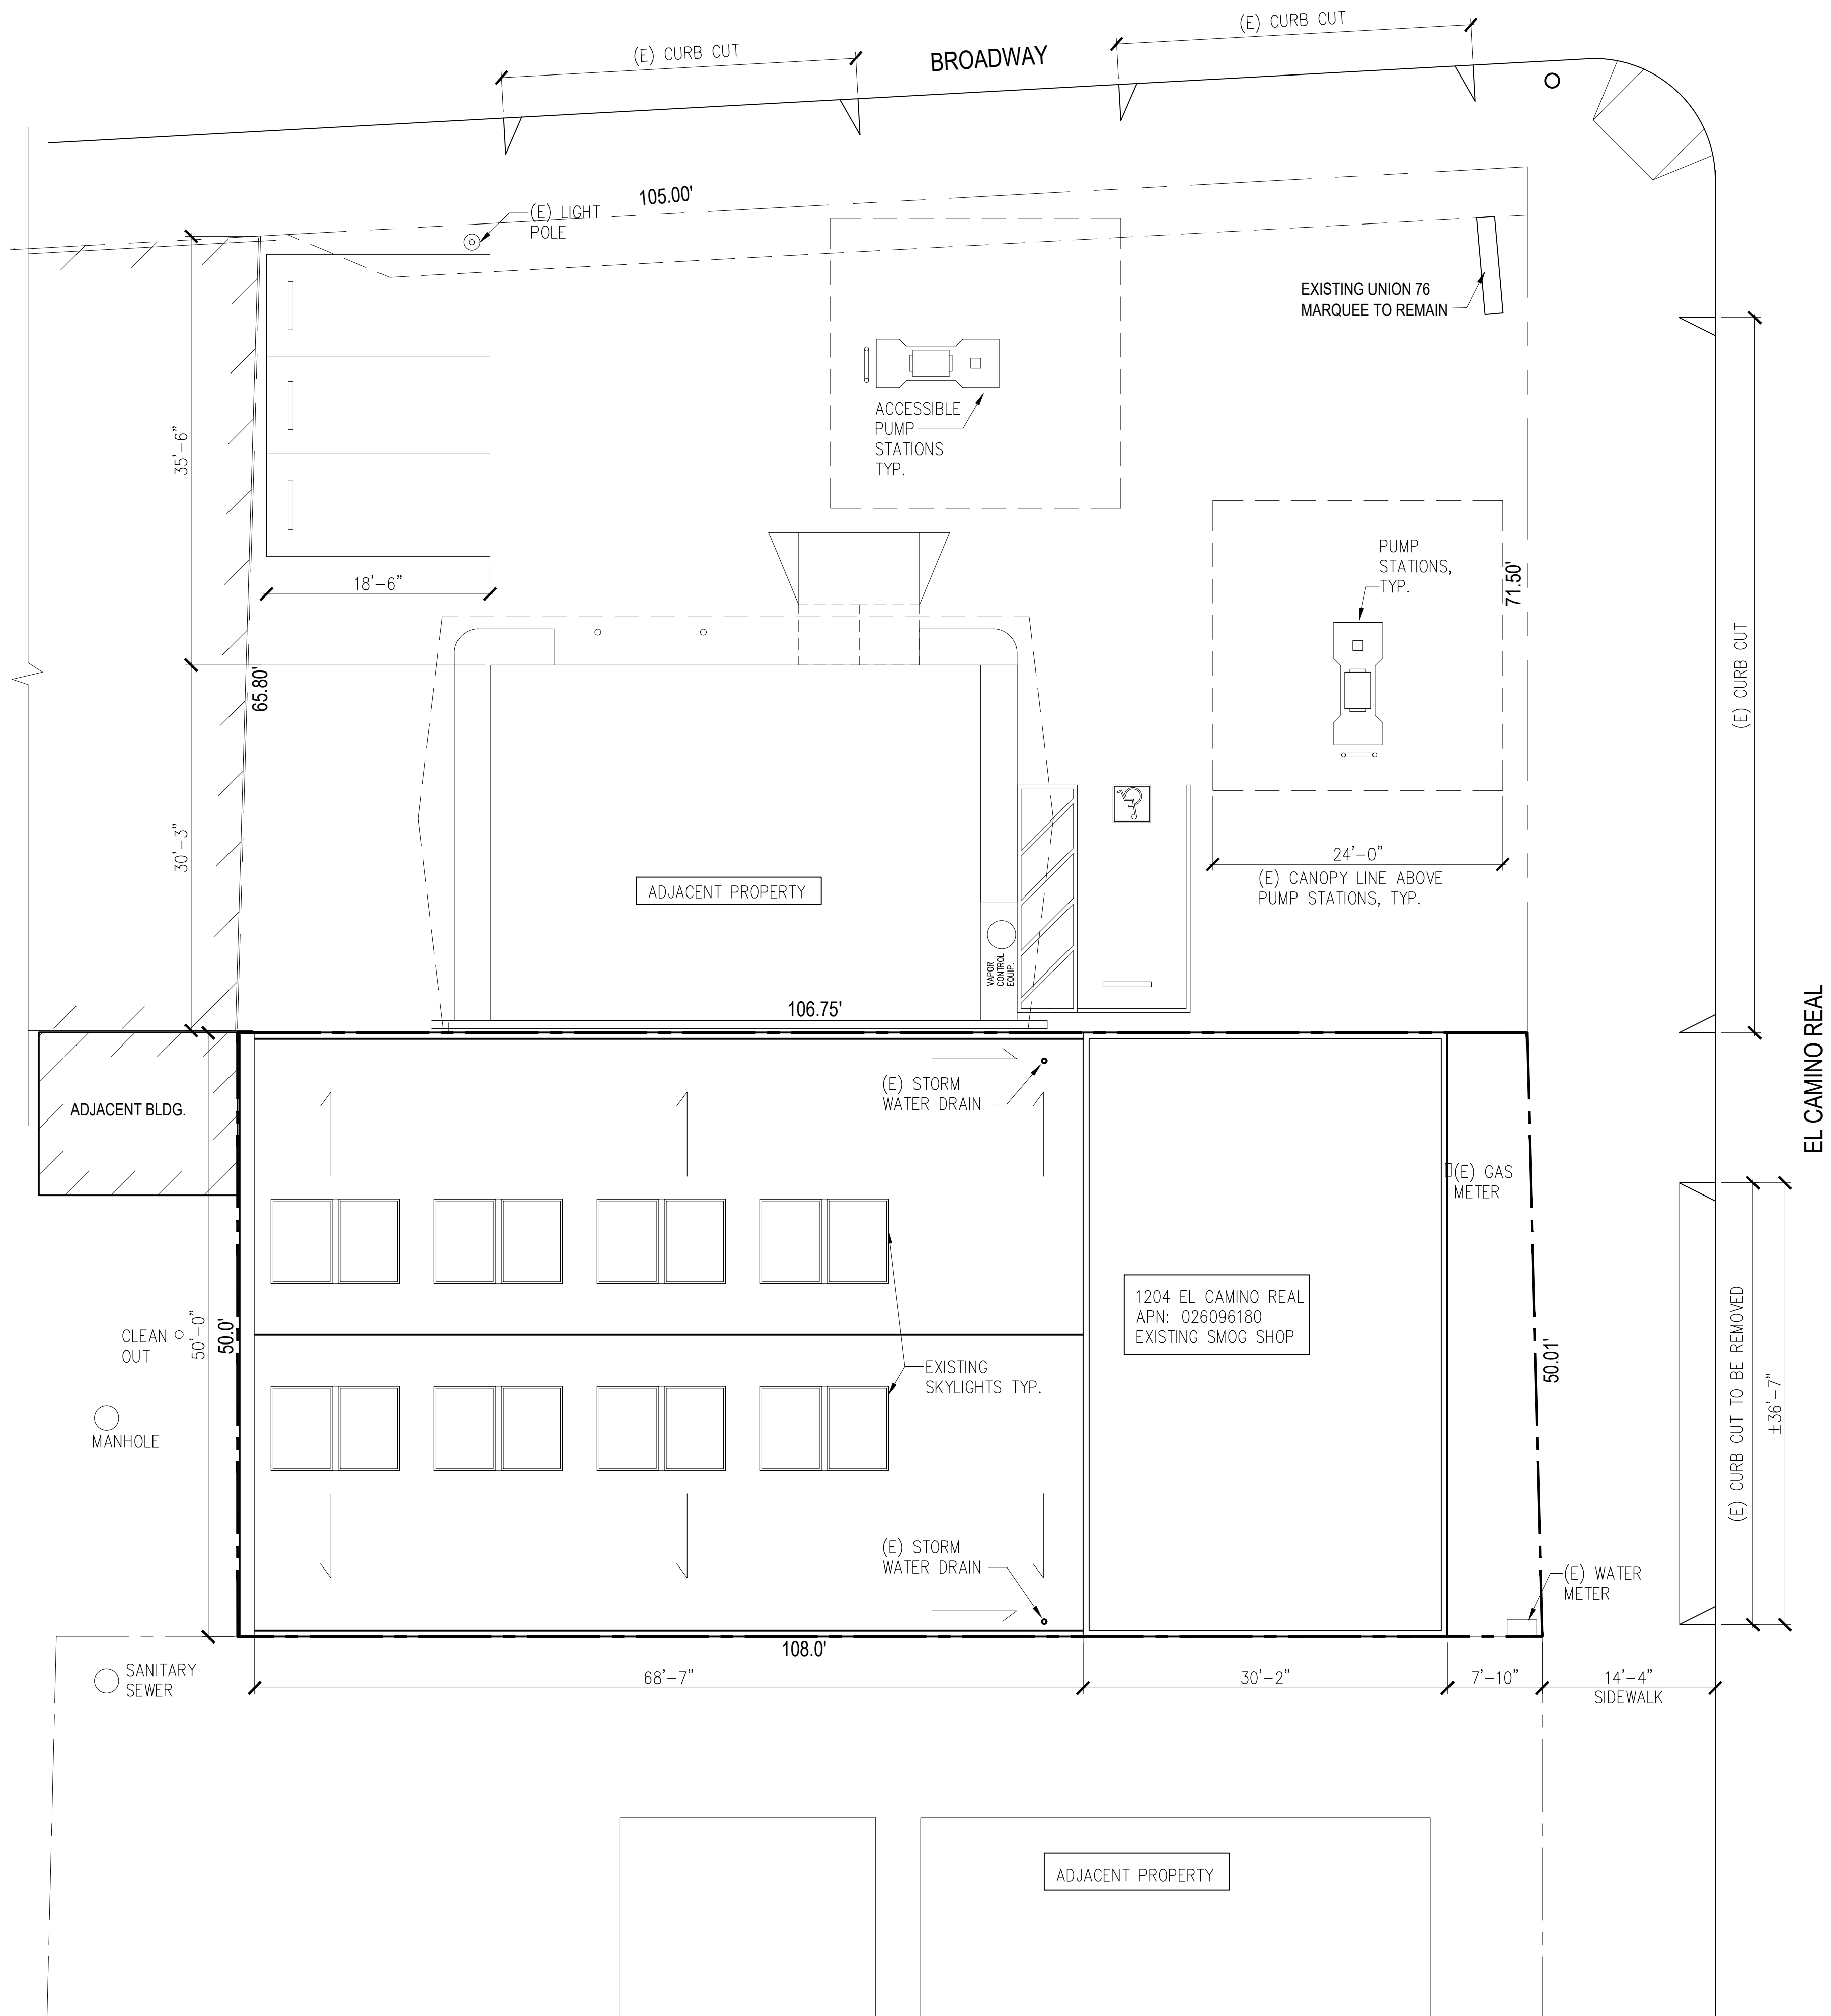 (E) CURB CUT
BROADWAY
(E) CURB CUT
105.00'
(E) LIGHT
POLE
EXISTING UNION 76
MARQUEE TO REMAIN
35'-6"
ACCESSIBLE
PUMP
STATIONS
TYP.
18'-6"
PUMP
STATIONS,
TYP.
71.50'
(E) CURB CUT
65.80'
30'-3"
24'-0"
(E) CANOPY LINE ABOVE
PUMP STATIONS, TYP.
ADJACENT PROPERTY
VAPOR
CONTROL
EQUIP.
106.75'
EL CAMINO REAL
ADJACENT BLDG.
(E) STORM
WATER DRAIN
(E) GAS
METER
1204 EL CAMINO REAL
APN: 026096180
EXISTING SMOG SHOP
CLEAN
OUT
50'-0"
50.0'
EXISTING
SKYLIGHTS TYP.
50.01'
(E) CURB CUT TO BE REMOVED
±36'-7"
MANHOLE
(E) STORM
WATER DRAIN
(E) WATER
METER
108.0'
SANITARY
SEWER
68'-7"
30'-2"
7'-10"
14'-4"
SIDEWALK
ADJACENT PROPERTY